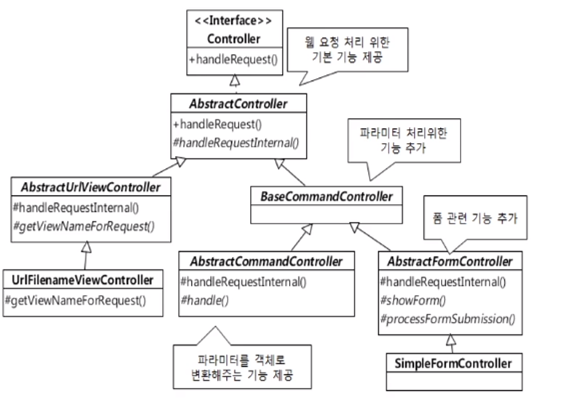 <<Interface>>
Controller
+handleRequest()
웹 요청 처리 위한
기본 기능 제공
AbstractController
+handleRequest()
#handleRequestInternal()
파라미터 처리위한
기능 추가
AbstractUrlViewController
#handleRequestInternal()
#getViewNameForRequest()
BaseCommandController
폼 관련 기능 추가
UrlFilenameViewController
#getViewNameForRequest()
AbstractCommandController
#handleRequestInternal()
#handle()
AbstractFormController
#handleRequestInternal()
#showForm()
#processFormSubmission()
파라미터를 객체로
변환해주는 기능 제공
SimpleFormController